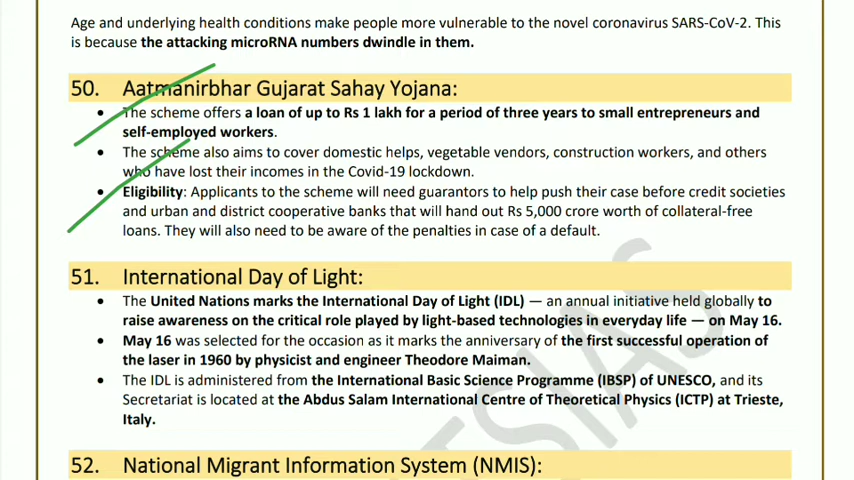 Age and underlying health conditions make people more vulnerable to the novel coronavirus SARS-CoV-2. This
is because the attacking microRNA numbers dwindle in them.
50. Aatmanirbhar Gujarat Sahay Yojana:
• The scheme offers a loan of up to Rs 1 lakh for a period of three years to small entrepreneurs and
self-employed workers.
• The scheme also aims to cover domestic helps, vegetable vendors, construction workers, and others
who have lost their incomes in the Covid-19 lockdown.
• Eligibility: Applicants to the scheme will need guarantors to help push their case before credit societies
and urban and district cooperative banks that will hand out Rs 5,000 crore worth of collateral-free
loans. They will also need to be aware of the penalties in case of a default.
51. International Day of Light:
• The United Nations marks the International Day of Light (IDL) — an annual initiative held globally to
raise awareness on the critical role played by light-based technologies in everyday life — on May 16.
• May 16 was selected for the occasion as it marks the anniversary of the first successful operation of
the laser in 1960 by physicist and engineer Theodore Maiman.
• The IDL is administered from the International Basic Science Programme (IBSP) of UNESCO, and its
Secretariat is located at the Abdus Salam International Centre of Theoretical Physics (ICTP) at Trieste,
Italy.
52. National Migrant Information System (NMIS):